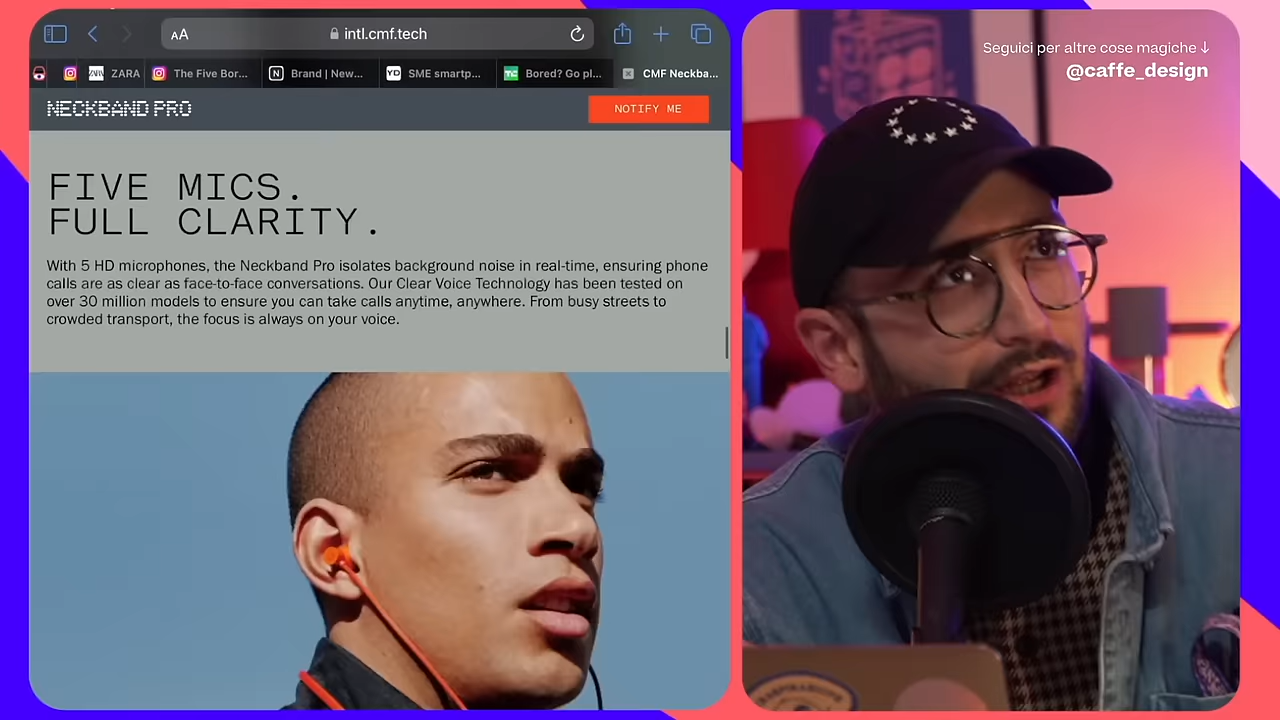 AA
intl.cmf.tech
ZARA
The Five Bor...
Brand | New...
SME smartp...
Bored? Go pl...
CMF Neckba...
NECKBAND PRO
NOTIFY ME
FIVE MICS.
FULL CLARITY.
With 5 HD microphones, the Neckband Pro isolates background noise in real-time, ensuring phone
calls are as clear as face-to-face conversations. Our Clear Voice Technology has been tested on
over 30 million models to ensure you can take calls anytime, anywhere. From busy streets to
crowded transport, the focus is always on your voice.
Seguici per altre cose magiche ↓
@caffe_design